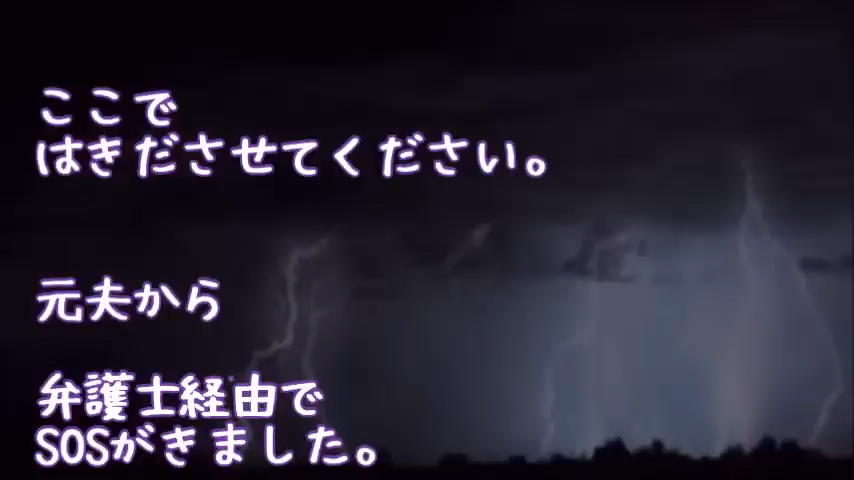 ここで
はきださせてください。
元夫から
弁護士経由で
SOSがきました。